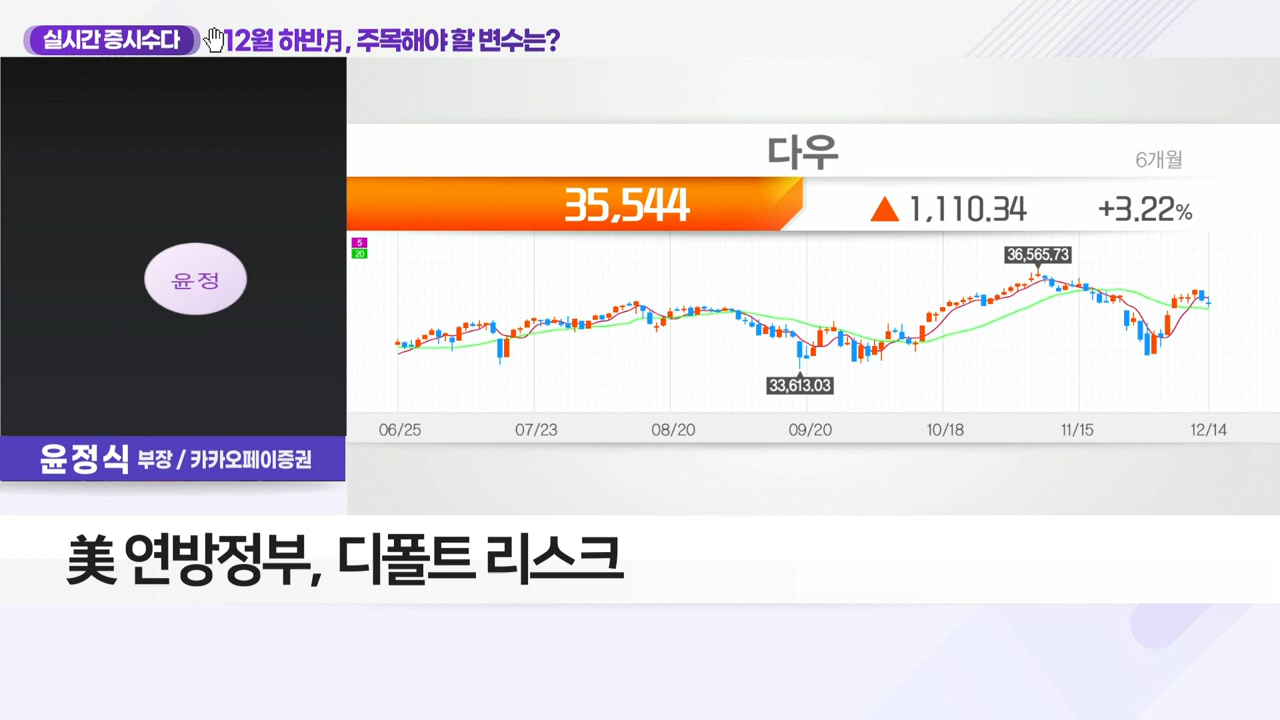 실시간 증시수다
12월 하반月, 주목해야 할 변수는?
다우
6개월
35,544
▲ 1,110.34
+3.22%
5
20
36,565.73
윤정
33,613.03
06/25 07/23 08/20 09/20 10/18 11/15 12/14
윤정식 부장 / 카카오페이증권
美 연방정부, 디폴트 리스크